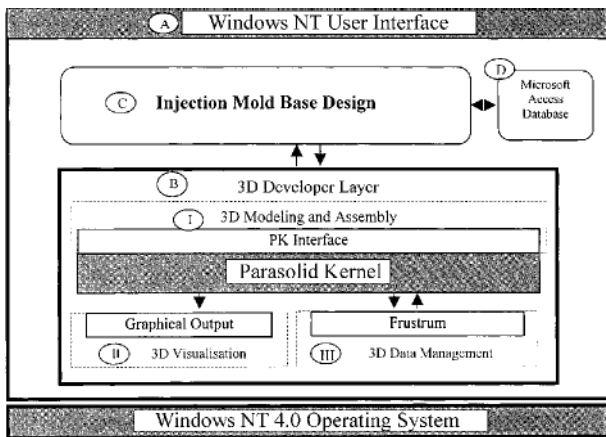 A Windows NT User Interface
C Injection Mold Base Design
D
Microsoft
Access
Database
B 3D Developer Layer
I 3D Modeling and Assembly
PK Interface
Parasolid Kernel
Graphical Output
Frustrum
II 3D Visualisation
III 3D Data Management
Windows NT 4.0 Operating System